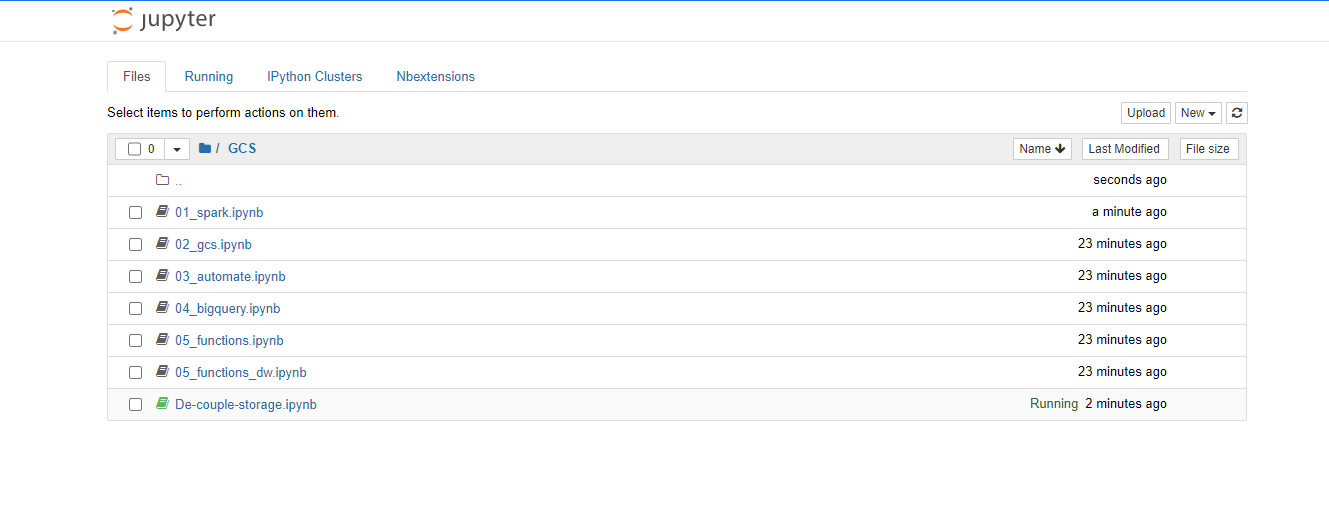 jupyter
Files Running IPython Clusters Nbextensions
Select items to perform actions on them.
Upload New
0 / GCS Name Last Modified File size
.. seconds ago
01_spark.ipynb a minute ago
02_gcs.ipynb 23 minutes ago
03_automate.ipynb 23 minutes ago
04_bigquery.ipynb 23 minutes ago
05_functions.ipynb 23 minutes ago
05_functions_dw.ipynb 23 minutes ago
De-couple-storage.ipynb Running 2 minutes ago